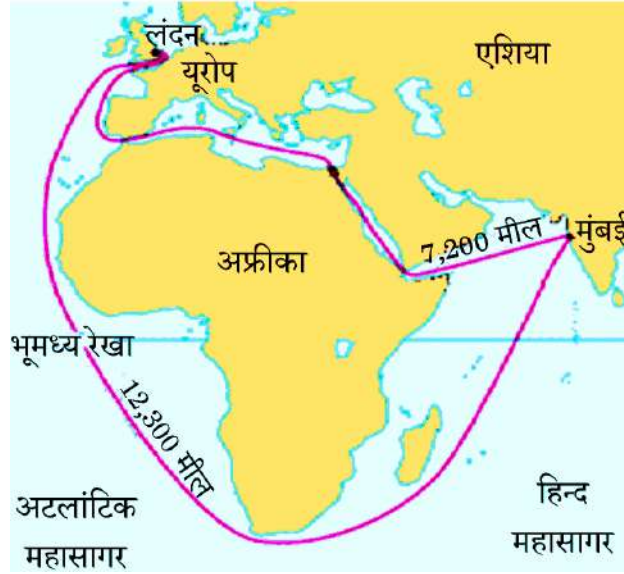 लंदन
यूरोप
एशिया
7,200 मील
मुंबई
अफ्रीका
भूमध्य रेखा
12,300 मील
अटलांटिक
महासागर
हिन्द
महासागर